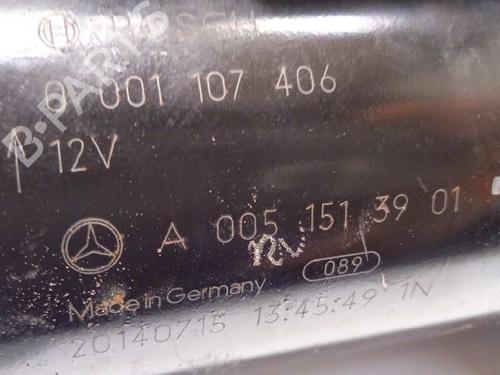 BOSCH
0 001 107 406
12V
A 005 151 39 01
12V
089
Made in Germany
20140715 13:45:49 1N
B-PARTS